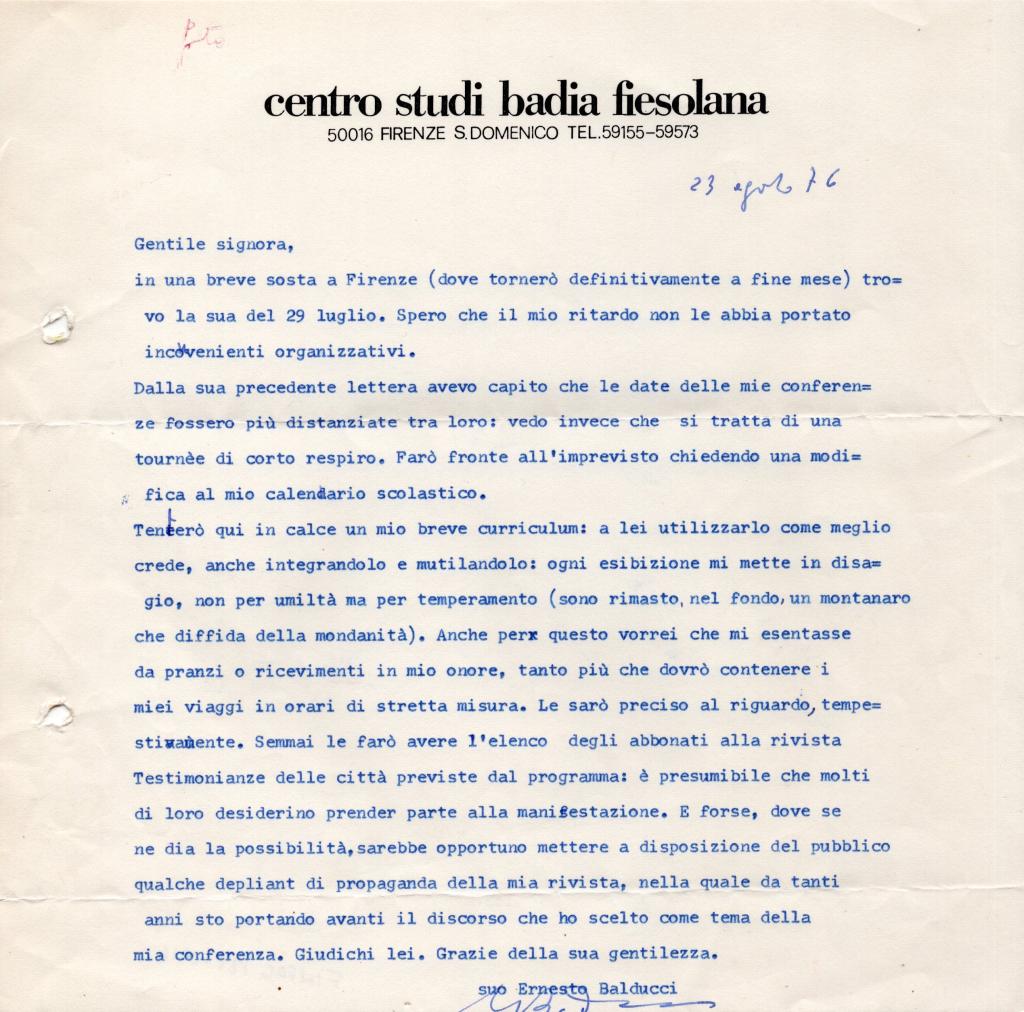 centro studi badia fiesolana
50016 FIRENZE S.DOMENICO TEL.59155-59573
23 agosto 76
Gentile signora,
in una breve sosta a Firenze (dove tornerò definitivamente a fine mese) tro=
vo la sua del 29 luglio. Spero che il mio ritardo non le abbia portato
incovenienti organizzativi.
Dalla sua precedente lettera avevo capito che le date delle mie conferen=
ze fossero più distanziate tra loro: vedo invece che si tratta di una
tournèe di corto respiro. Farò fronte all'imprevisto chiedendo una modi=
fica al mio calendario scolastico.
Tenterò qui in calce un mio breve curriculum: a lei utilizzarlo come meglio
crede, anche integrandolo e mutilandolo: ogni esibizione mi mette in disa=
gio, non per umiltà ma per temperamento (sono rimasto, nel fondo, un montanaro
che diffida della mondanità). Anche perx questo vorrei che mi esentasse
da pranzi o ricevimenti in mio onore, tanto più che dovrò contenere i
miei viaggi in orari di stretta misura. Le sarò preciso al riguardo, tempe=
stivamente. Semmai le farò avere l'elenco degli abbonati alla rivista
Testimonianze delle città previste dal programma: è presumibile che molti
di loro desiderino prender parte alla manifestazione. E forse, dove se
ne dia la possibilità, sarebbe opportuno mettere a disposizione del pubblico
qualche depliant di propaganda della mia rivista, nella quale da tanti
anni sto portando avanti il discorso che ho scelto come tema della
mia conferenza. Giudichi lei. Grazie della sua gentilezza.
suo Ernesto Balducci